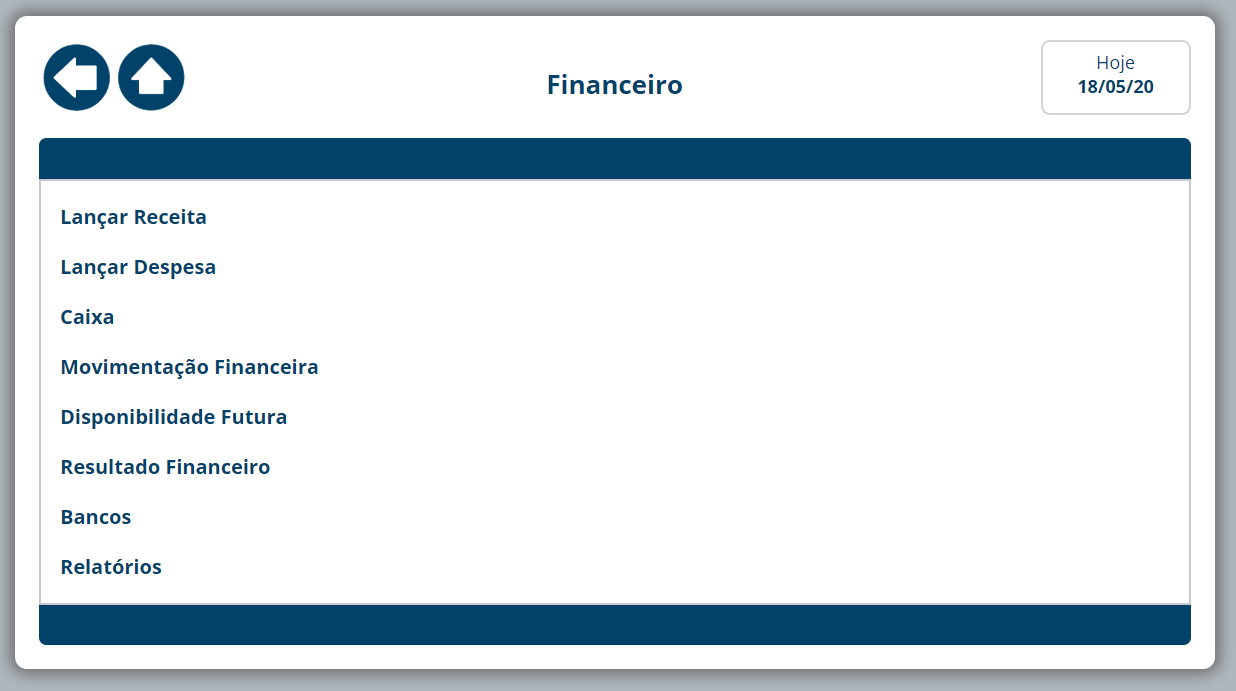 Financeiro
Hoje
18/05/20
Lançar Receita
Lançar Despesa
Caixa
Movimentação Financeira
Disponibilidade Futura
Resultado Financeiro
Bancos
Relatórios